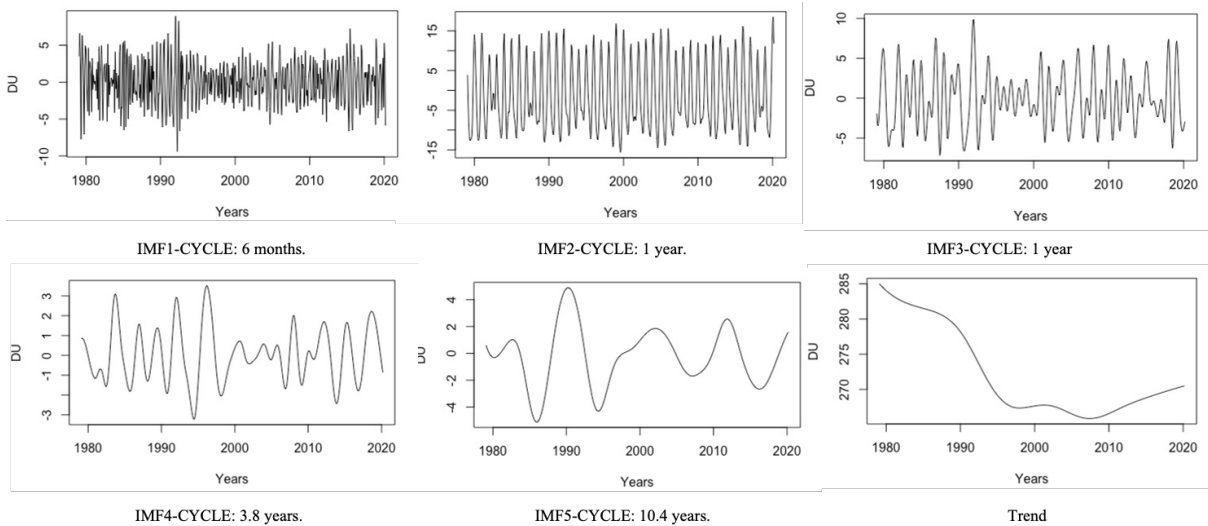 DU
5
0
-5
-10
1980 1990 2000 2010 2020
Years
IMF1-CYCLE: 6 months.
DU
15
5
-5
-15
1980 1990 2000 2010 2020
Years
IMF2-CYCLE: 1 year.
DU
10
5
0
-5
1980 1990 2000 2010 2020
Years
IMF3-CYCLE: 1 year
DU
3
2
1
0
-1
-3
1980 1990 2000 2010 2020
Years
IMF4-CYCLE: 3.8 years.
DU
4
2
0
-2
-4
1980 1990 2000 2010 2020
Years
IMF5-CYCLE: 10.4 years.
DU
285
280
275
270
1980 1990 2000 2010 2020
Years
Trend